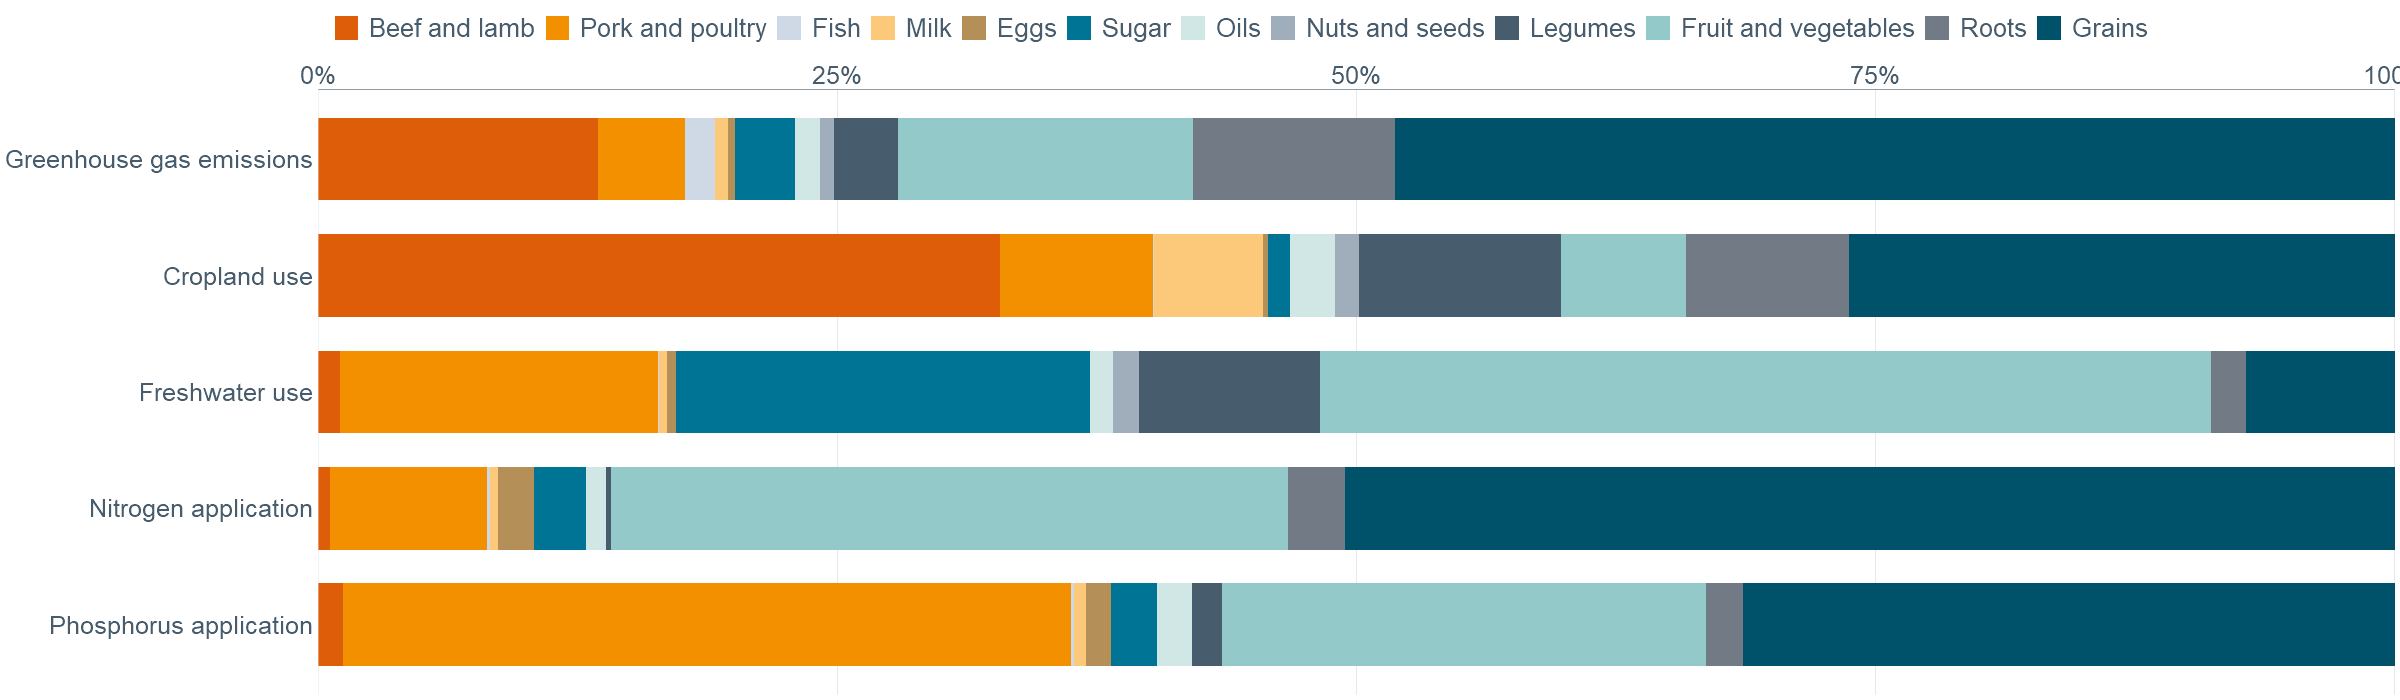 Beef and lamb Pork and poultry Fish Milk Eggs Sugar Oils Nuts and seeds Legumes Fruit and vegetables Roots Grains
0% 25% 50% 75% 100
Greenhouse gas emissions
Cropland use
Freshwater use
Nitrogen application
Phosphorus application